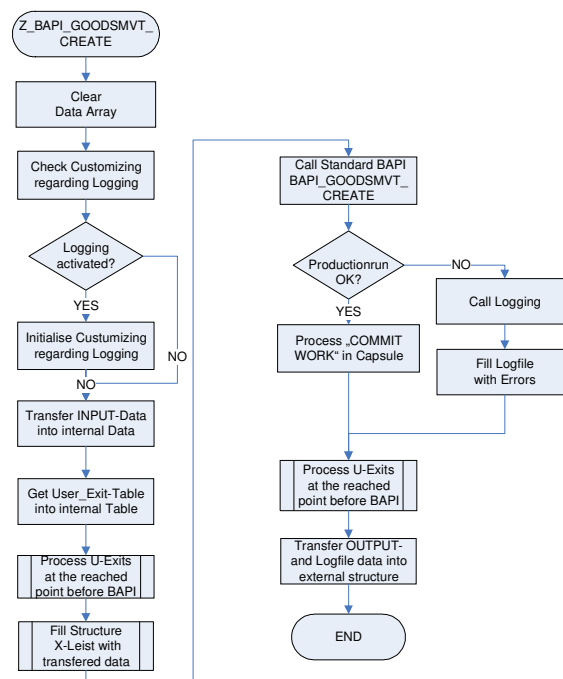 Z_BAPI_GOODSMVT_
CREATE
Clear
Data Array
Check Customizing
regarding Logging
Logging
activated?
YES
NO
Initialise Custumizing
regarding Logging
NO
Transfer INPUT-Data
into internal Data
Get User_Exit-Table
into internal Table
Process U-Exits
at the reached
point before BAPI
Fill Structure
X-Leist with
transfered data
Call Standard BAPI
BAPI_GOODSMVT_
CREATE
Productionrun
OK?
NO
YES
Call Logging
Process „COMMIT
WORK“ in Capsule
Fill Logfile
with Errors
Process U-Exits
at the reached
point before BAPI
Transfer OUTPUT-
and Logfile data into
external structure
END